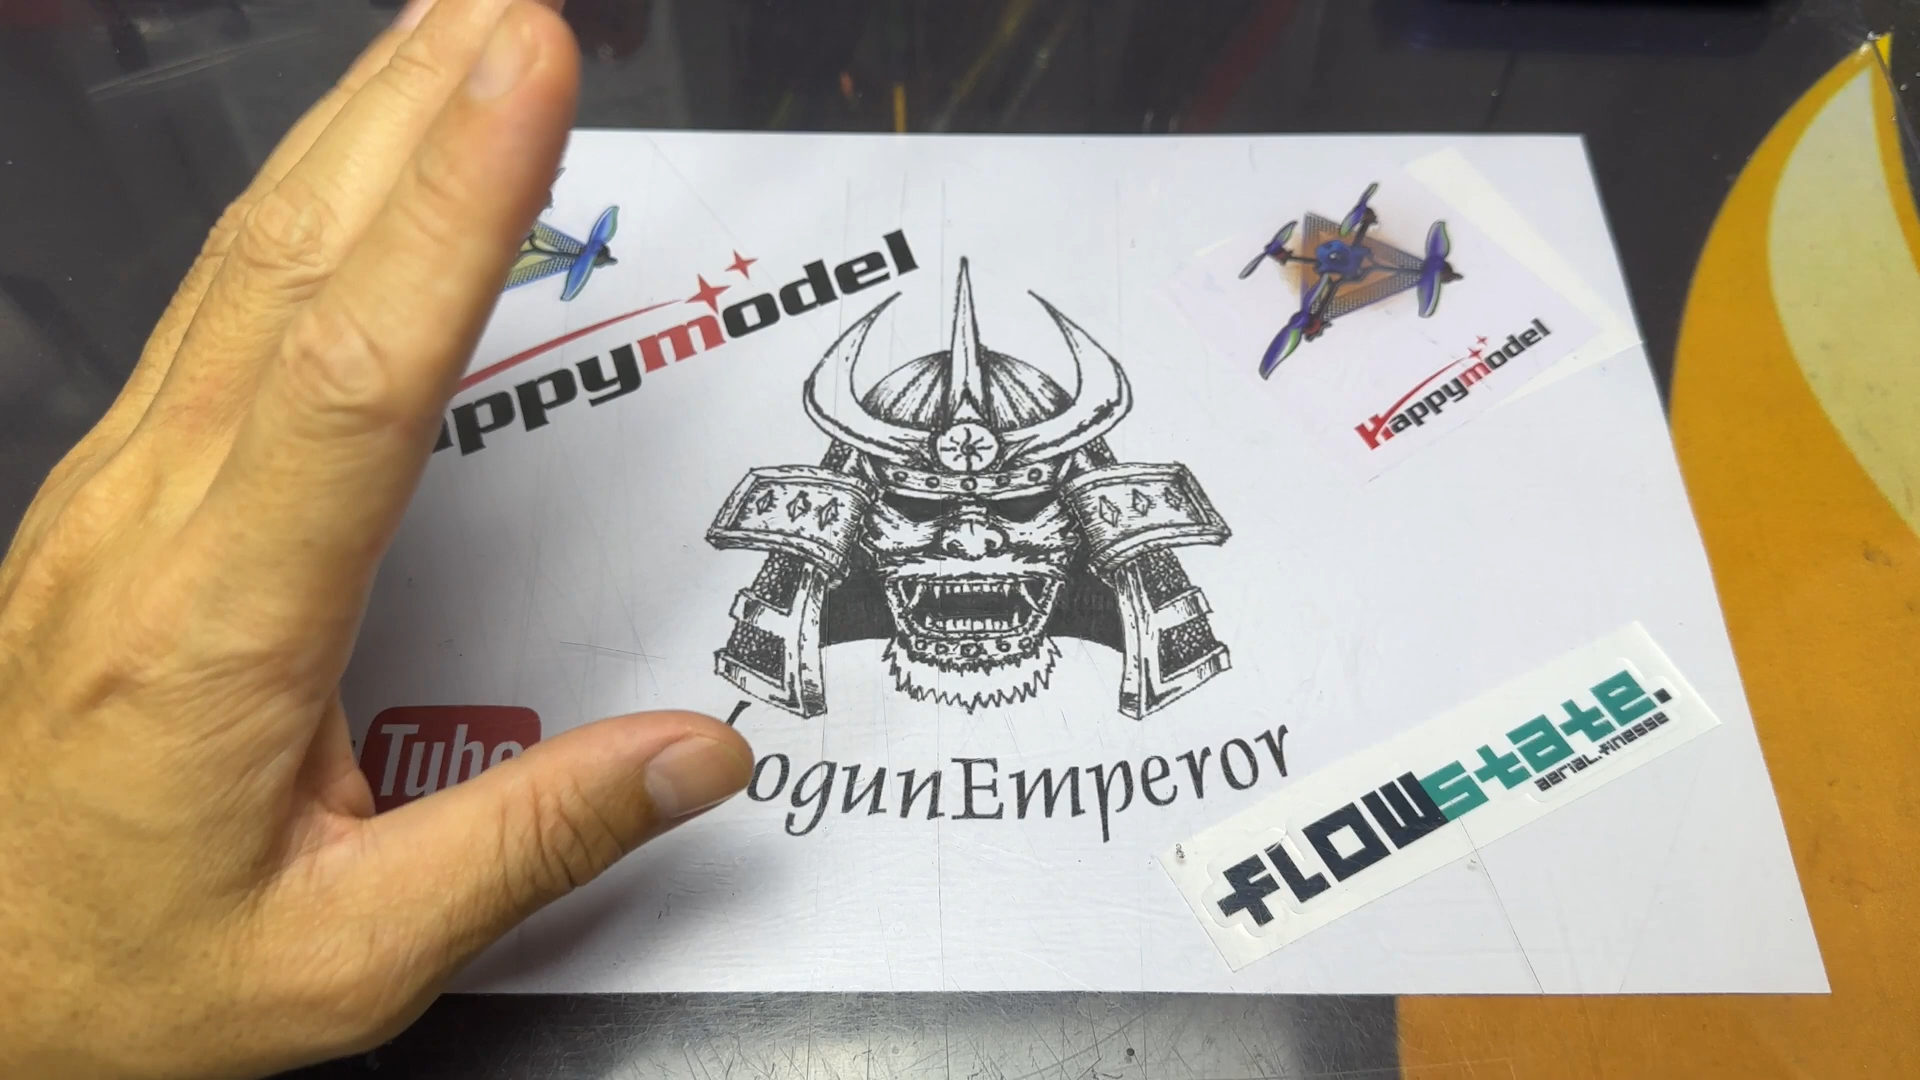 appymodel
Happymodel
Tube
ogunEmperor
FLOWstate.
aerial.finesse